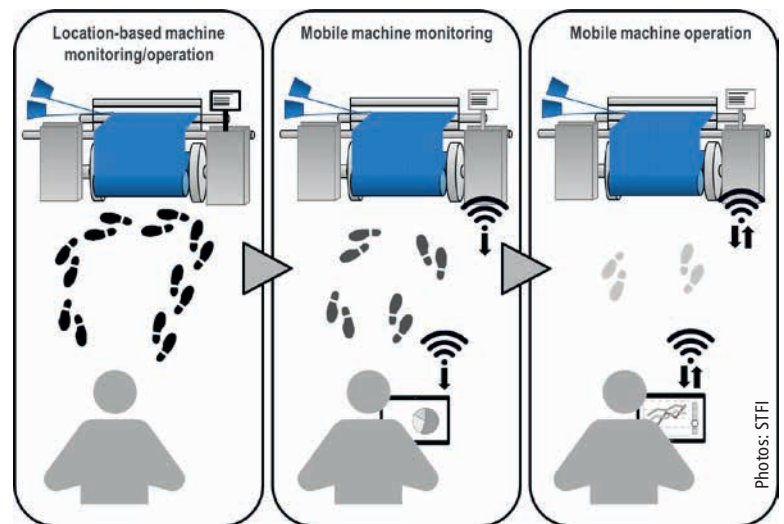 Location-based machine
monitoring/operation
Mobile machine monitoring
Mobile machine operation
Photos: STFI